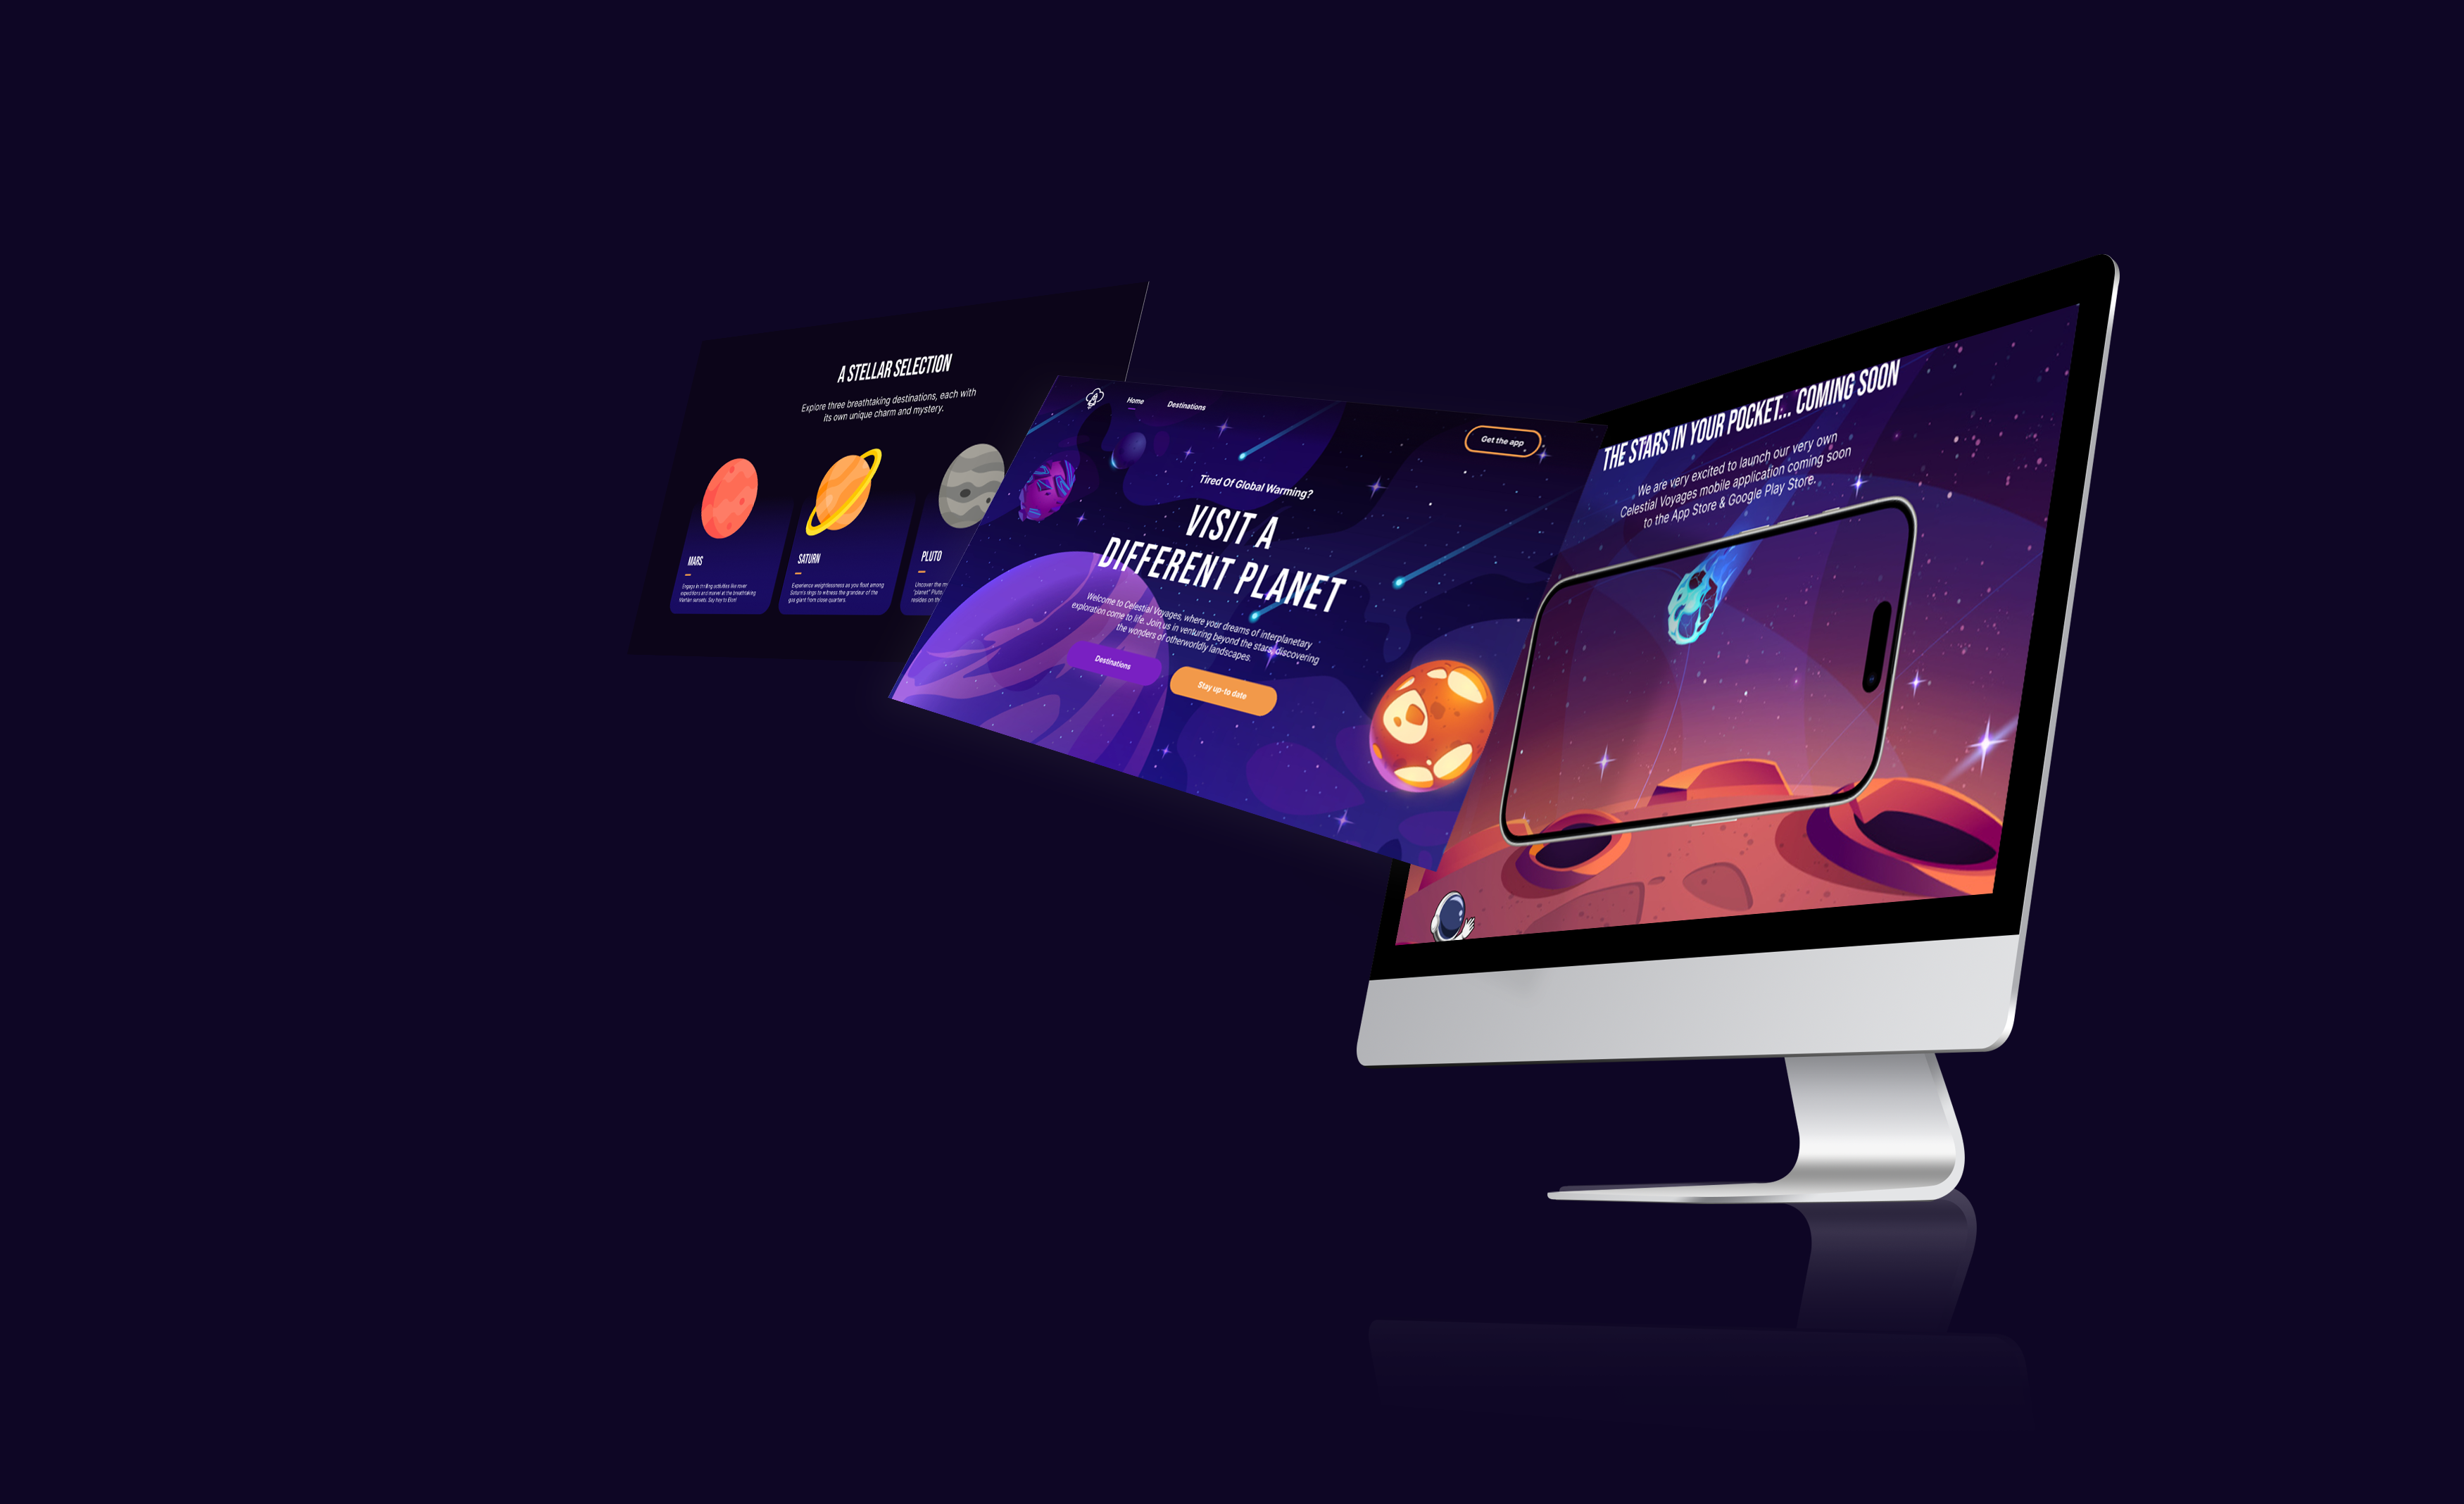 A STELLAR SELECTION
Explore three breathtaking destinations, each with
its own unique charm and mystery.
MARS
Engage in thrilling activities like rover
expeditions and marvel at the breathtaking
Martian sunsets. Say hey to Elon!
SATURN
Experience weightlessness as you float among
Saturn's rings to witness the grandeur of the
gas giant from close quarters.
PLUTO
Uncover the
"planet" Pluto,
resides on
Home
Destinations
Get the app
Tired Of Global Warming?
VISIT A
DIFFERENT PLANET
Welcome to Celestial Voyages, where your dreams of interplanetary
exploration come to life. Join us in venturing beyond the stars, discovering
the wonders of otherworldly landscapes.
Destinations
Stay up-to date
THE STARS IN YOUR POCKET... COMING SOON
We are very excited to launch our very own
Celestial Voyages mobile application coming soon
to the App Store & Google Play Store.